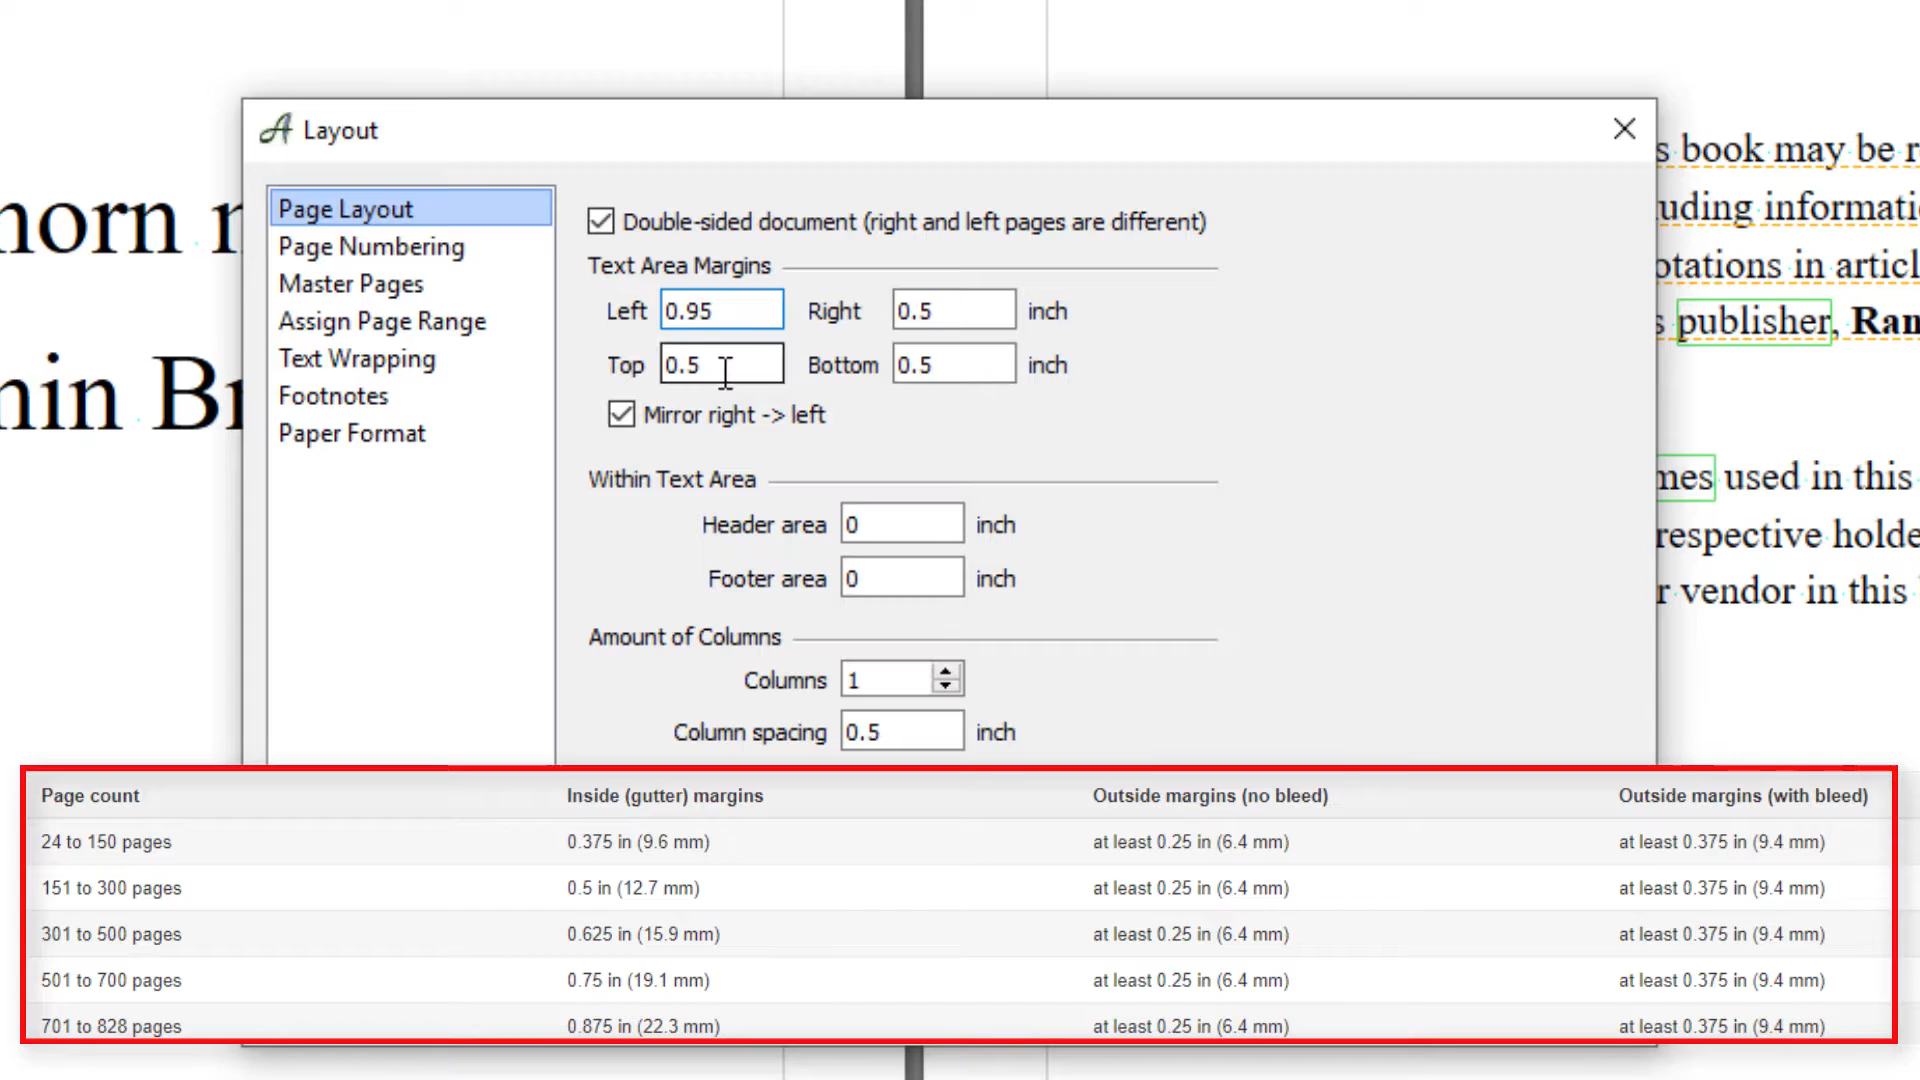 Layout
Page Layout
Page Numbering
Master Pages
Assign Page Range
Text Wrapping
Footnotes
Paper Format
Double-sided document (right and left pages are different)
Text Area Margins
Left 0.95 Right 0.5 inch
Top 0.5 Bottom 0.5 inch
Mirror right -> left
Within Text Area
Header area 0 inch
Footer area 0 inch
Amount of Columns
Columns 1
Column spacing 0.5 inch
horn
min Br
s book may be r
uding informati
otations in articl
s publisher, Ran
mes used in this
respective holde
r vendor in this
Page count Inside (gutter) margins Outside margins (no bleed) Outside margins (with bleed)
24 to 150 pages 0.375 in (9.6 mm) at least 0.25 in (6.4 mm) at least 0.375 in (9.4 mm)
151 to 300 pages 0.5 in (12.7 mm) at least 0.25 in (6.4 mm) at least 0.375 in (9.4 mm)
301 to 500 pages 0.625 in (15.9 mm) at least 0.25 in (6.4 mm) at least 0.375 in (9.4 mm)
501 to 700 pages 0.75 in (19.1 mm) at least 0.25 in (6.4 mm) at least 0.375 in (9.4 mm)
701 to 828 pages 0.875 in (22.3 mm) at least 0.25 in (6.4 mm) at least 0.375 in (9.4 mm)